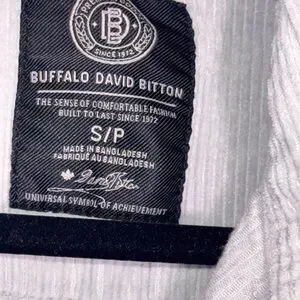 B
SINCE 1972
BUFFALO DAVID BITTON
THE SENSE OF COMFORTABLE FASHION
BUILT TO LAST SINCE 1972
S/P
MADE IN BANGLADESH
FABRIQUÉ AU BANGLADESH
UNIVERSAL SYMBOL OF ACHIEVEMENT